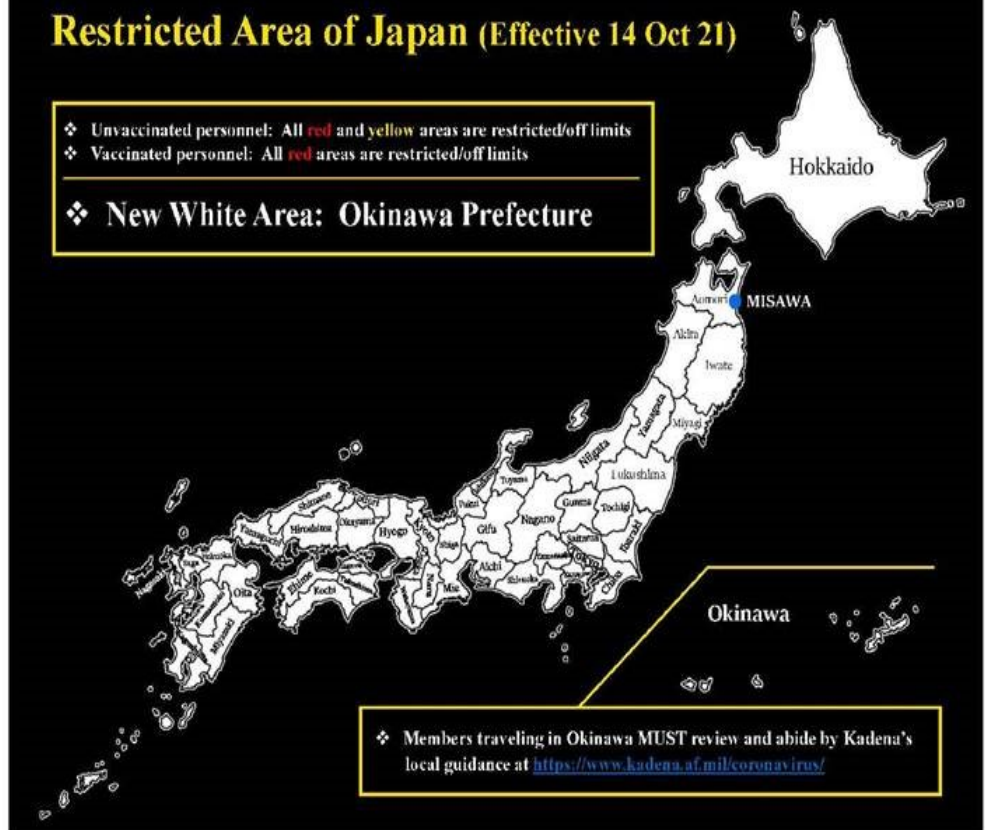 Restricted Area of Japan (Effective 14 Oct 21)
❖ Unvaccinated personnel: All red and yellow areas are restricted/off limits
❖ Vaccinated personnel: All red areas are restricted/off limits
❖ New White Area: Okinawa Prefecture
Hokkaido
Aomori
MISAWA
Akita
Iwate
Yamagata
Miyagi
Niigata
Fukushima
Toyama
Gunma
Tochigi
Ibaraki
Nagano
Saitama
Gifu
Aichi
Shizuoka
Chiba
Shiga
Mie
Nara
Hyogo
Okayama
Hiroshima
Shimane
Yamaguchi
Ehime
Kochi
Oita
Miyazaki
Nagasaki
Okinawa
❖ Members traveling in Okinawa MUST review and abide by Kadena's
local guidance at https://www.kadena.af.mil/coronavirus/